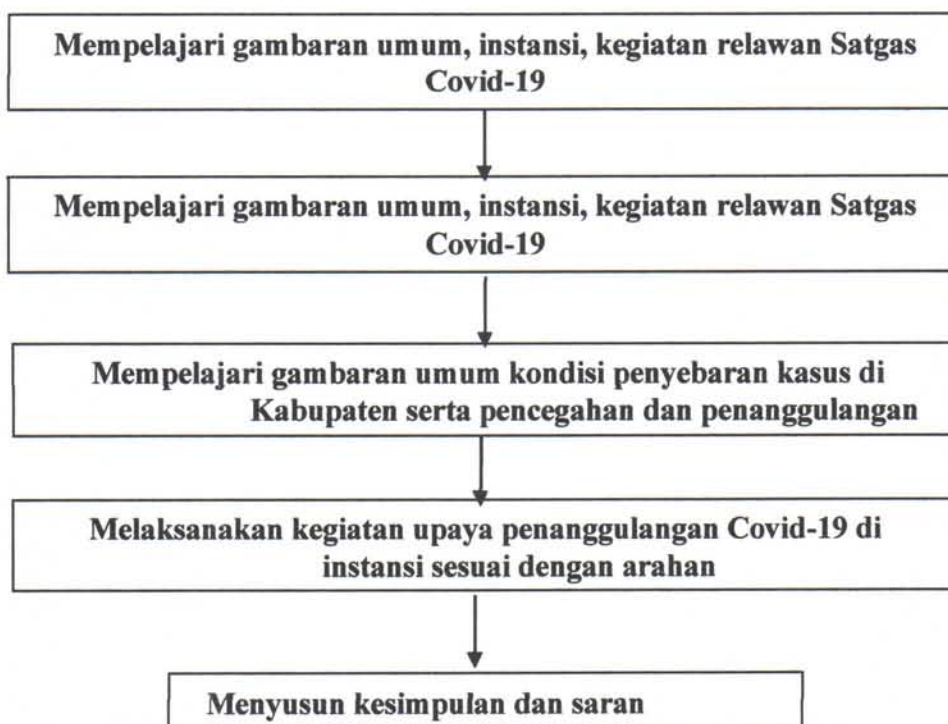 Mempelajari gambaran umum, instansi, kegiatan relawan Satgas
Covid-19
Mempelajari gambaran umum, instansi, kegiatan relawan Satgas
Covid-19
Mempelajari gambaran umum kondisi penyebaran kasus di
Kabupaten serta pencegahan dan penanggulangan
Melaksanakan kegiatan upaya penanggulangan Covid-19 di
instansi sesuai dengan arahan
Menyusun kesimpulan dan saran